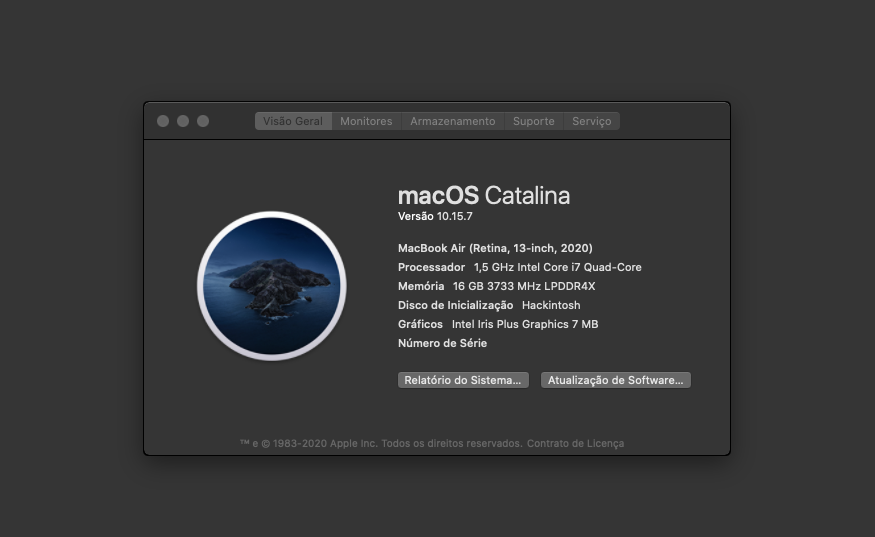 Visão Geral Monitores Armazenamento Suporte Serviço
macOS Catalina
Versão 10.15.7
MacBook Air (Retina, 13-inch, 2020)
Processador 1,5 GHz Intel Core i7 Quad-Core
Memória 16 GB 3733 MHz LPDDR4X
Disco de Inicialização Hackintosh
Gráficos Intel Iris Plus Graphics 7 MB
Número de Série
Relatório do Sistema... Atualização de Software...
™ e © 1983-2020 Apple Inc. Todos os direitos reservados. Contrato de Licença